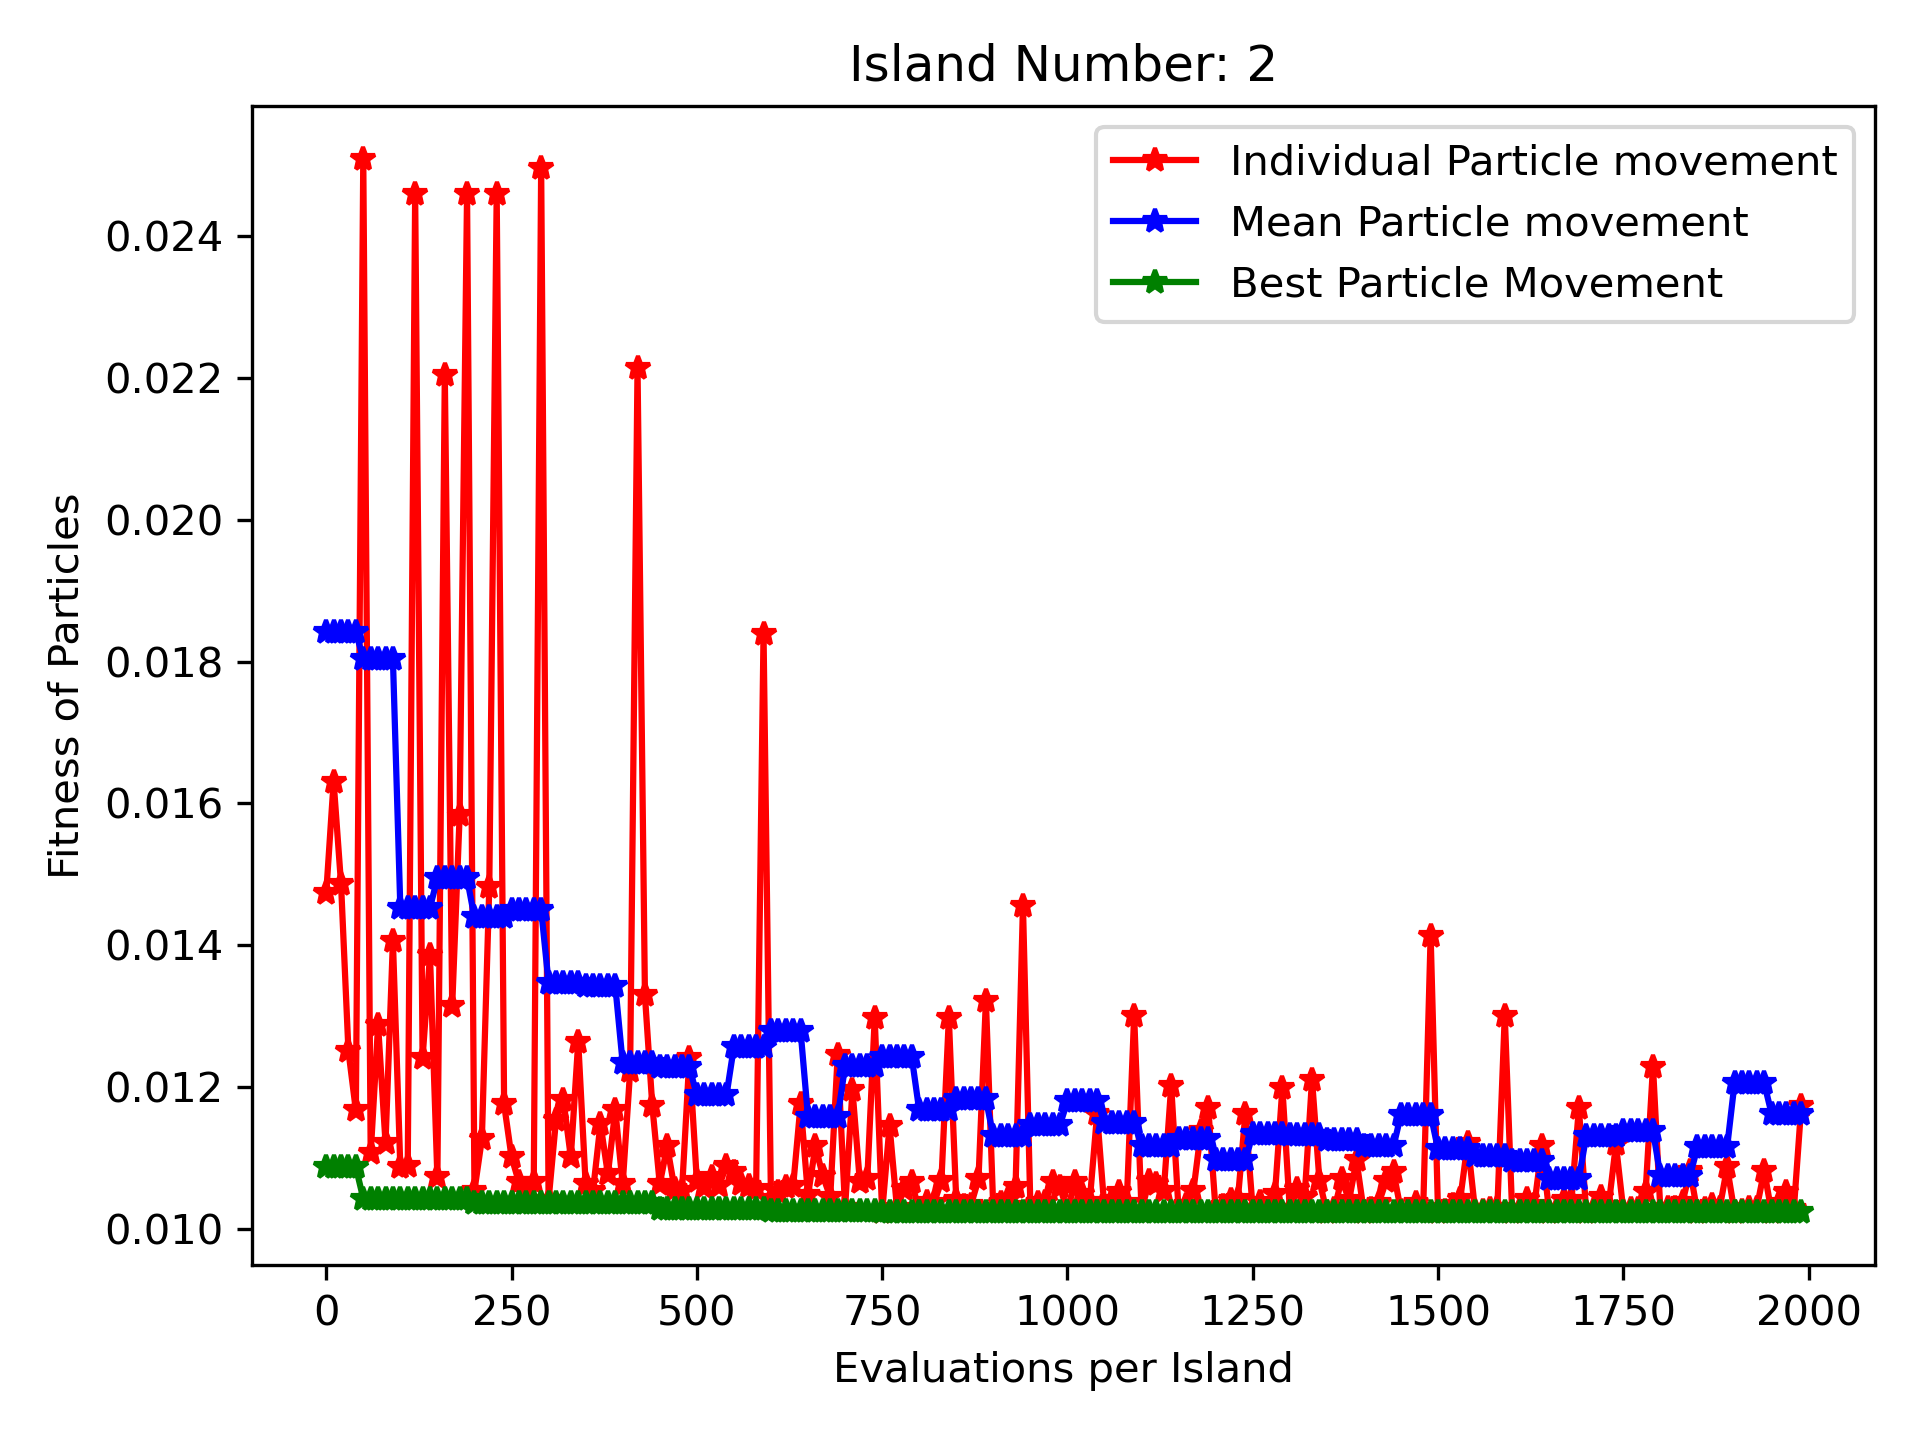 Island Number: 2
Individual Particle movement
Mean Particle movement
Best Particle Movement
Fitness of Particles
0.024
0.022
0.020
0.018
0.016
0.014
0.012
0.010
0 250 500 750 1000 1250 1500 1750 2000
Evaluations per Island